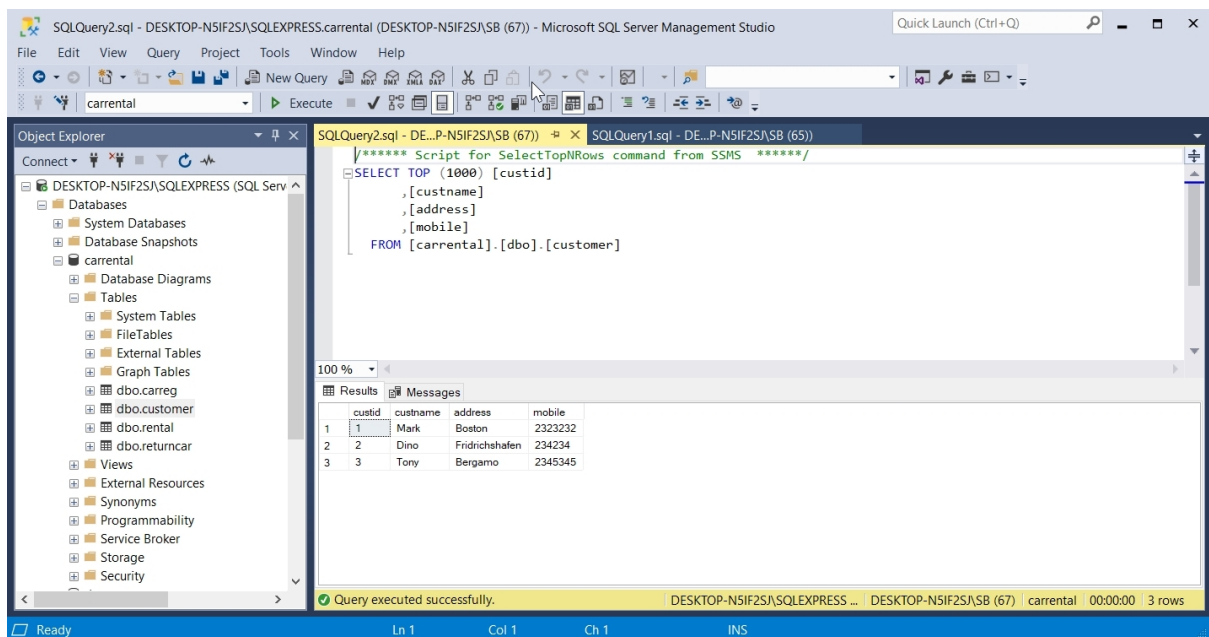 SQLQuery2.sql - DESKTOP-N5IF2SJ\SQLEXPRESS.carrental (DESKTOP-N5IF2SJ\SB (67)) - Microsoft SQL Server Management Studio
Quick Launch (Ctrl+Q)
File Edit View Query Project Tools Window Help
New Query MDX DMX XMLA DAX
carrental Execute
Object Explorer
SQLQuery2.sql - DE...P-N5IF2SJ\SB (67)) SQLQuery1.sql - DE...P-N5IF2SJ\SB (65))
Connect
DESKTOP-N5IF2SJ\SQLEXPRESS (SQL Serv
Databases
System Databases
Database Snapshots
carrental
Database Diagrams
Tables
System Tables
FileTables
External Tables
Graph Tables
dbo.carreg
dbo.customer
dbo.rental
dbo.returncar
Views
External Resources
Synonyms
Programmability
Service Broker
Storage
Security
/****** Script for SelectTopNRows command from SSMS ******/
SELECT TOP (1000) [custid]
,[custname]
,[address]
,[mobile]
FROM [carrental].[dbo].[customer]
100 %
Results Messages
custid custname address mobile
1 1 Mark Boston 2323232
2 2 Dino Fridrichshafen 234234
3 3 Tony Bergamo 2345345
Query executed successfully. DESKTOP-N5IF2SJ\SQLEXPRESS ... DESKTOP-N5IF2SJ\SB (67) carrental 00:00:00 3 rows
Ready Ln 1 Col 1 Ch 1 INS